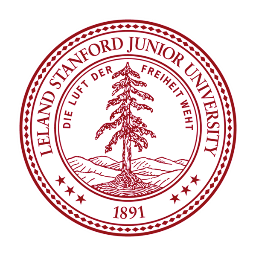 LELAND STANFORD JUNIOR UNIVERSITY
DIE LUFT DER FREIHEIT WEHT
1891